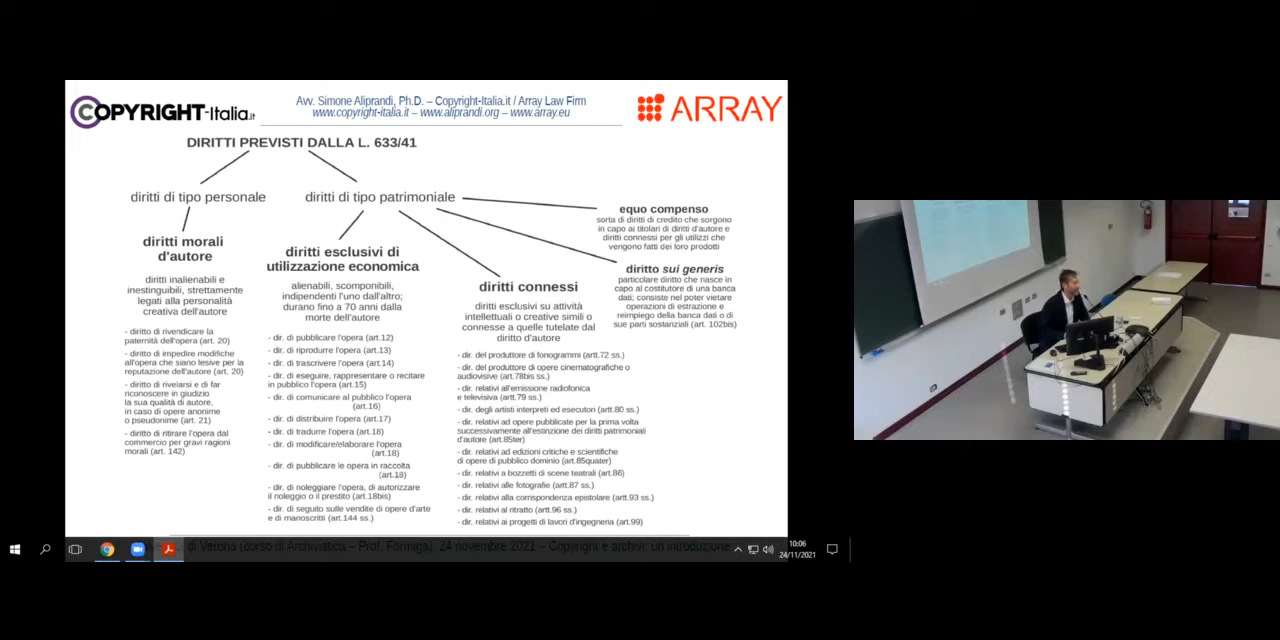 COPYRIGHT-Italia.it
Avv. Simone Aliprandi, Ph.D. – Copyright-Italia.it / Array Law Firm
www.copyright-italia.it – www.aliprandi.org – www.array.eu
ARRAY
DIRITTI PREVISTI DALLA L. 633/41
diritti di tipo personale
diritti di tipo patrimoniale
diritti morali
d'autore
diritti inalienabili e
inestinguibili, strettamente
legati alla personalità
creativa dell'autore
- diritto di rivendicare la
paternità dell'opera (art. 20)
- diritto di impedire modifiche
all'opera che siano lesive per la
reputazione dell'autore (art. 20)
- diritto di rivelarsi e di far
riconoscere in giudizio
la sua qualità di autore,
in caso di opere anonime
o pseudonime (art. 21)
- diritto di ritirare l'opera dal
commercio per gravi ragioni
morali (art. 142)
diritti esclusivi di
utilizzazione economica
alienabili, scomponibili,
indipendenti l'uno dall'altro;
durano fino a 70 anni dalla
morte dell'autore
- dir. di pubblicare l'opera (art.12)
- dir. di riprodurre l'opera (art.13)
- dir. di trascrivere l'opera (art.14)
- dir. di eseguire, rappresentare o recitare
in pubblico l'opera (art.15)
- dir. di comunicare al pubblico l'opera
(art.16)
- dir. di distribuire l'opera (art.17)
- dir. di tradurre l'opera (art.18)
- dir. di modificare/elaborare l'opera
(art.18)
- dir. di pubblicare le opera in raccolta
(art.18)
- dir. di noleggiare l'opera, di autorizzare
il noleggio o il prestito (art.18bis)
- dir. di seguito sulle vendite di opere d'arte
e di manoscritti (art.144 ss.)
diritti connessi
diritti esclusivi su attività
intellettuali o creative simili o
connesse a quelle tutelate dal
diritto d'autore
- dir. del produttore di fonogrammi (artt.72 ss.)
- dir. del produttore di opere cinematografiche o
audiovisive (art.78bis ss.)
- dir. relativi all'emissione radiofonica
e televisiva (artt.79 ss.)
- dir. degli artisti interpreti ed esecutori (artt.80 ss.)
- dir. relativi ad opere pubblicate per la prima volta
successivamente all'estinzione dei diritti patrimoniali
d'autore (art.85ter)
- dir. relativi ad edizioni critiche e scientifiche
di opere di pubblico dominio (art.85quater)
- dir. relativi a bozzetti di scene teatrali (art.86)
- dir. relativi alle fotografie (art.87 ss.)
- dir. relativi alla corrispondenza epistolare (artt.93 ss.)
- dir. relativi al ritratto (artt.96 ss.)
- dir. relativi ai progetti di lavori d'ingegneria (art.99)
equo compenso
sorta di diritti di credito che sorgono
in capo ai titolari di diritti d'autore e
diritti connessi per gli utilizzi che
vengono fatti dei loro prodotti
diritto sui generis
particolare diritto che nasce in
capo al costitutore di una banca
dati; consiste nel poter vietare
operazioni di estrazione e
reimpiego della banca dati o di
sue parti sostanziali (art. 102bis)
di Verona (corso di Archivistica – Prof. Formiga), 24 novembre 2021 – Copyright e archivi: un'introduzione
10:06
24/11/2021